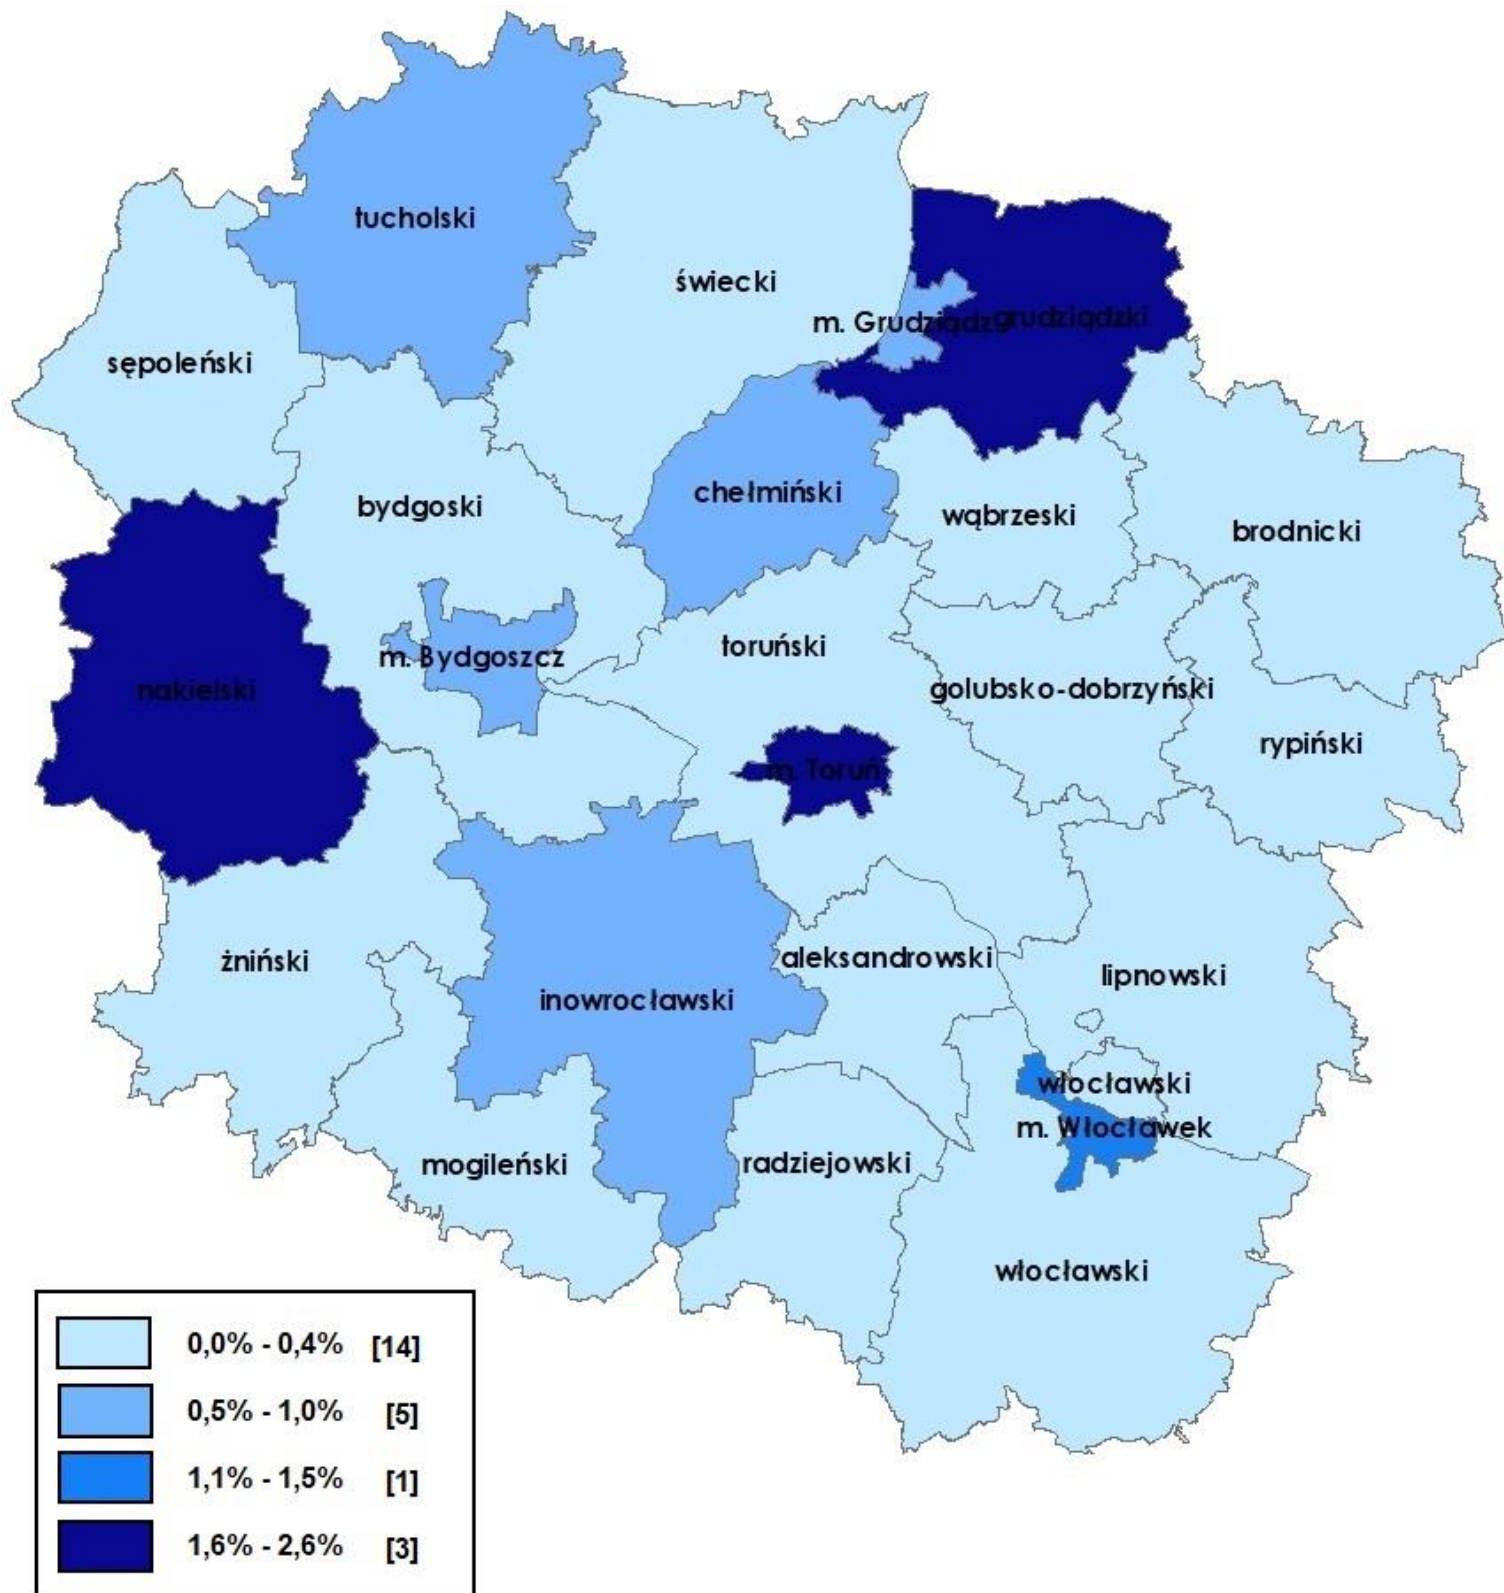 tucholski
świecki
m. Grudziądz
grudziądzki
sępoleński
chełmiński
bydgoski
wąbrzeski
brodnicki
toruński
m. Bydgoszcz
nakielski
golubsko-dobrzyński
rypiński
m. Toruń
żniński
aleksandrowski
lipnowski
inowrocławski
włocławski
m. Włocławek
mogileński
radziejowski
włocławski
0,0% - 0,4% [14]
0,5% - 1,0% [5]
1,1% - 1,5% [1]
1,6% - 2,6% [3]